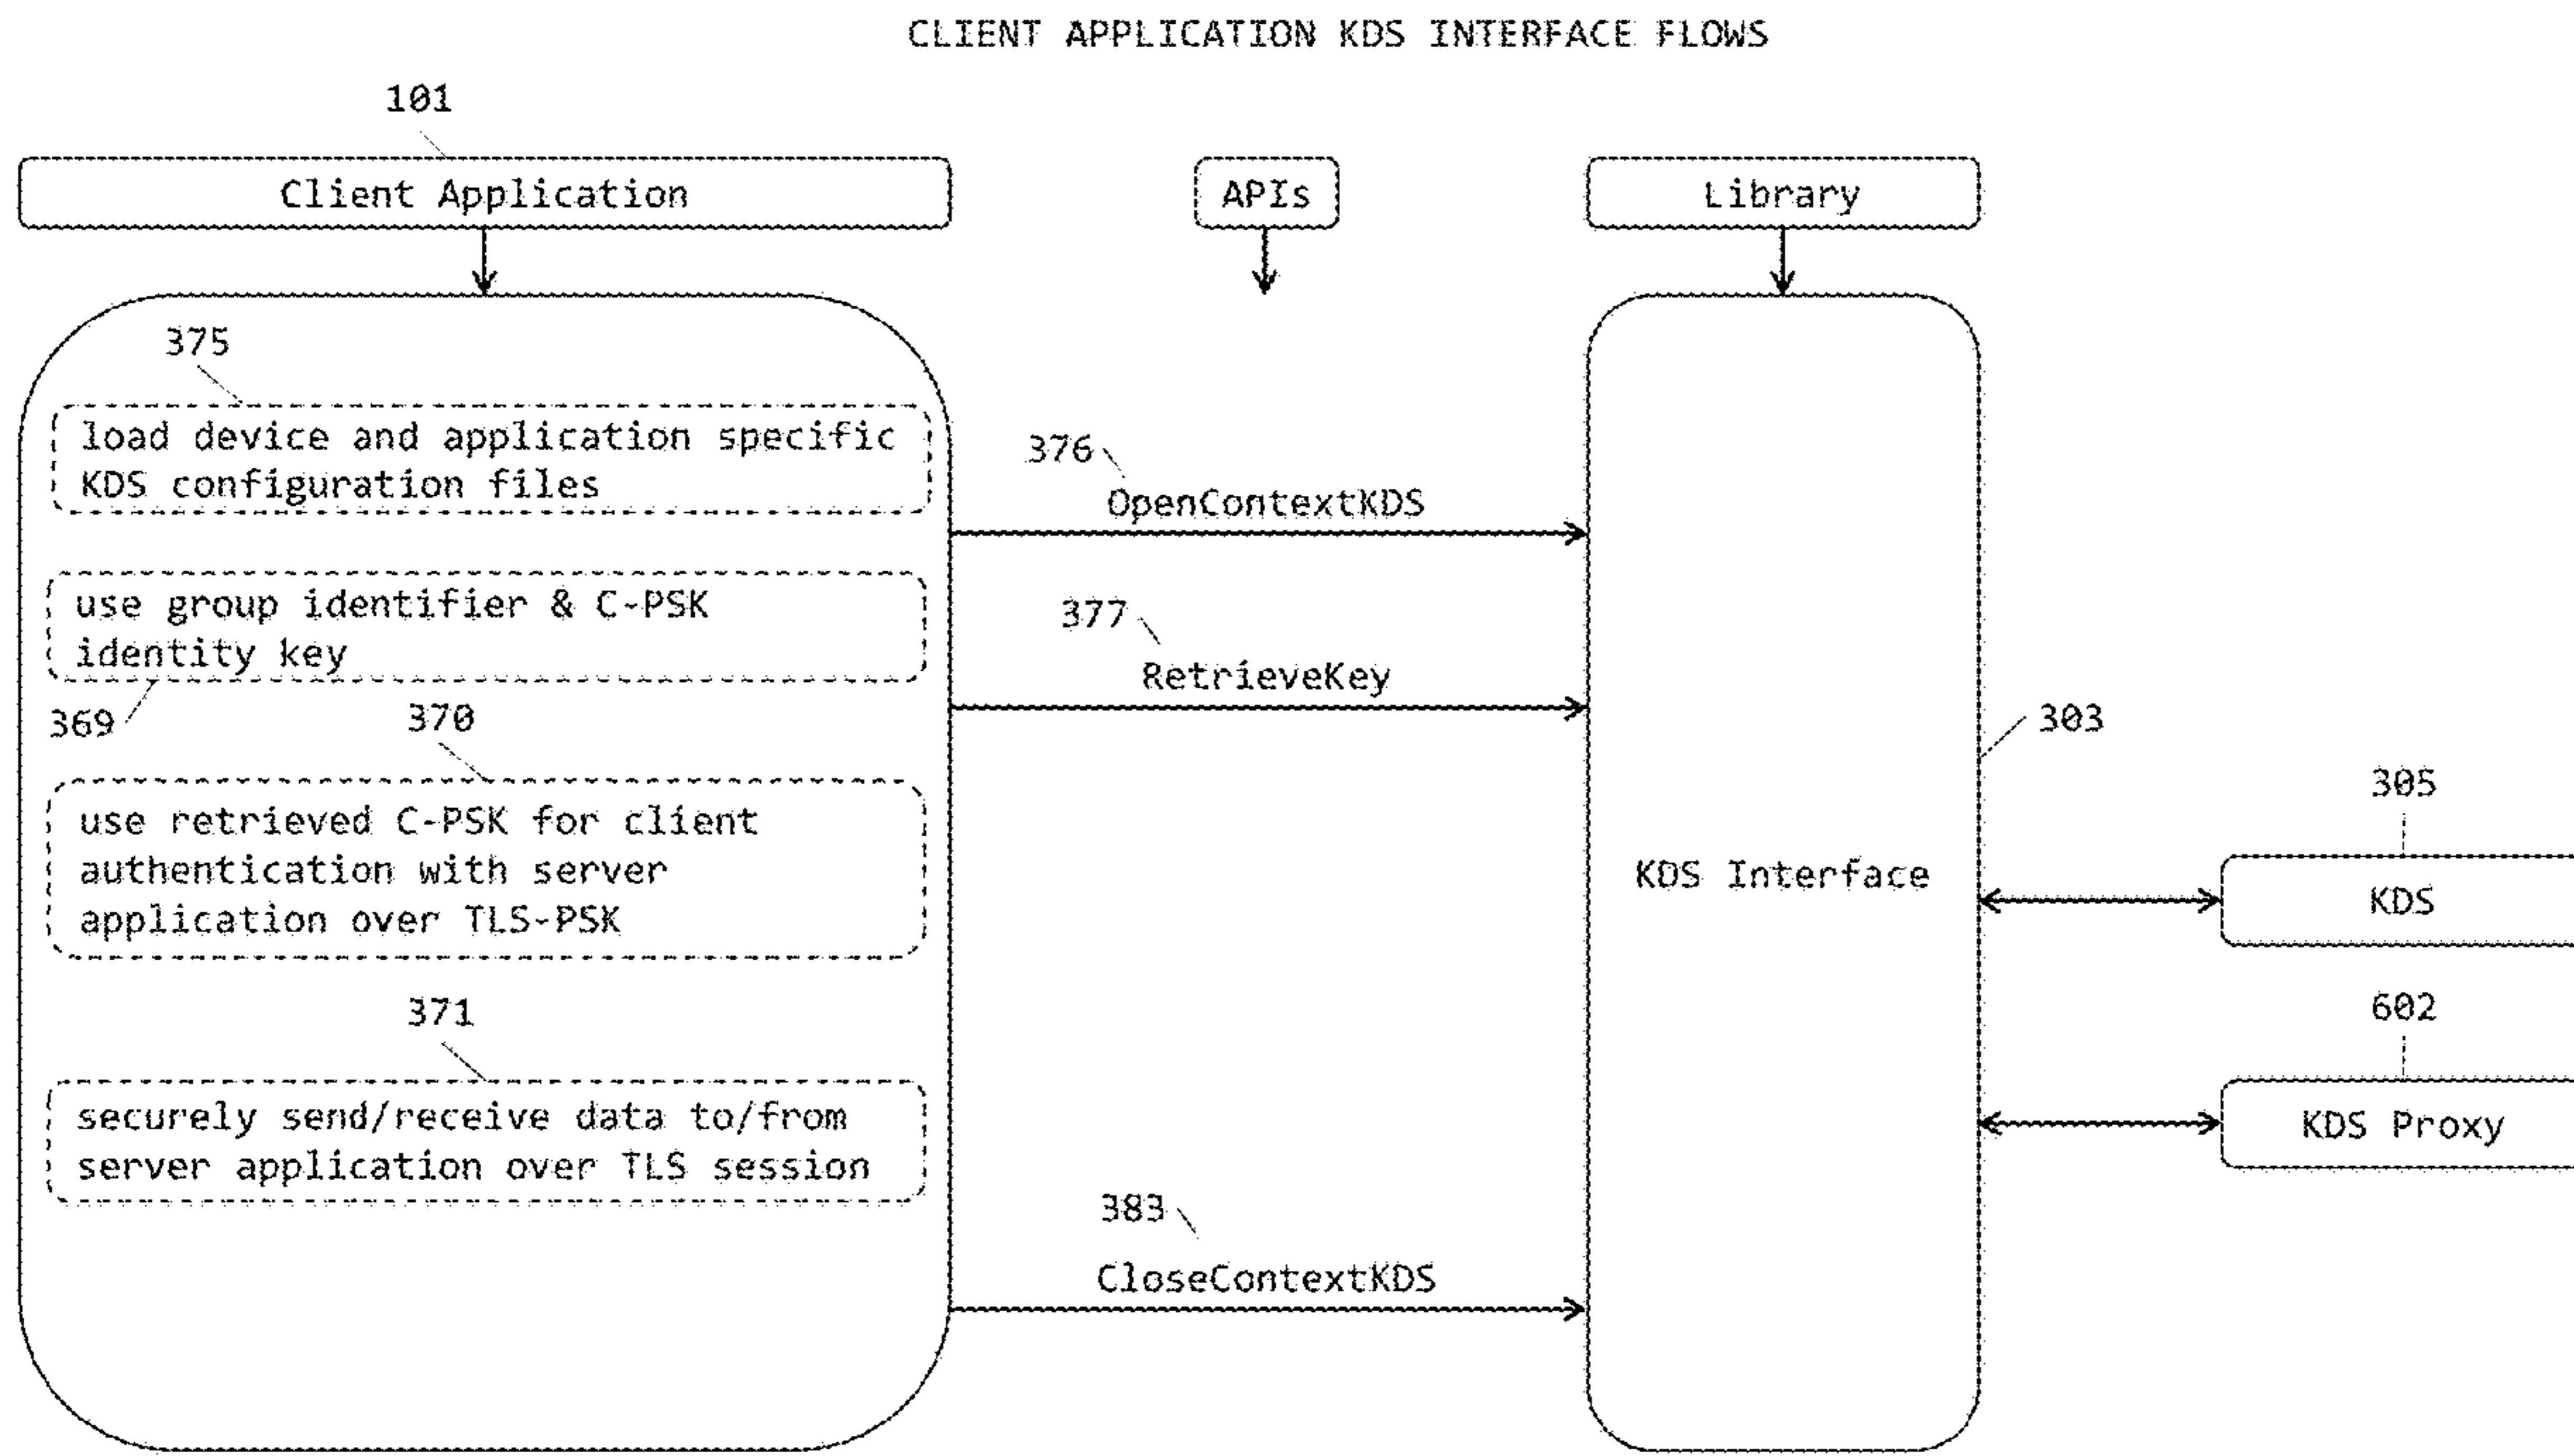 CLIENT APPLICATION KDS INTERFACE FLOWS
101
Client Application
APIs
Library
375
load device and application specific
KDS configuration files
376
OpenContextKDS
use group identifier & C-PSK
identity key
369
377
RetrieveKey
370
use retrieved C-PSK for client
authentication with server
application over TLS-PSK
303
KDS Interface
305
KDS
371
securely send/receive data to/from
server application over TLS session
602
KDS Proxy
383
CloseContextKDS